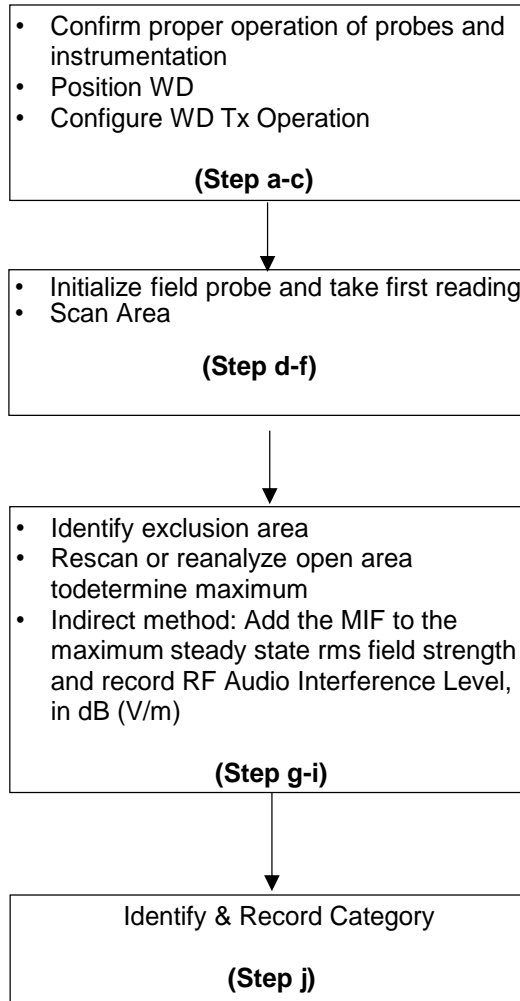 • Confirm proper operation of probes and
instrumentation
• Position WD
• Configure WD Tx Operation
(Step a-c)
• Initialize field probe and take first reading
• Scan Area
(Step d-f)
• Identify exclusion area
• Rescan or reanalyze open area
todetermine maximum
• Indirect method: Add the MIF to the
maximum steady state rms field strength
and record RF Audio Interference Level,
in dB (V/m)
(Step g-i)
Identify & Record Category
(Step j)